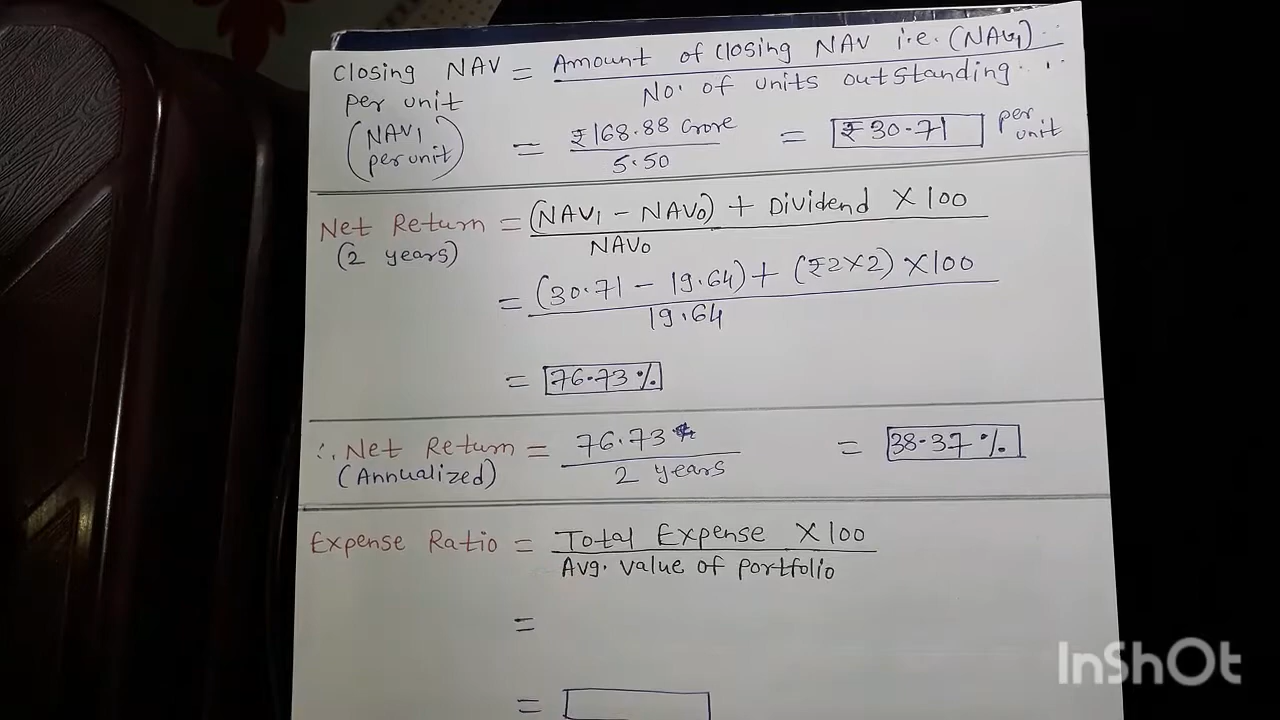 Closing NAV = Amount of closing NAV i.e. (NAV1)
per unit No. of units outstanding
(NAV1 per unit) = ₹168.88 Crore / 5.50 = ₹30.71 per unit
Net Return = (NAV1 - NAV0) + Dividend X 100
(2 years) NAV0
= (30.71 - 19.64) + (₹2X2) X100
19.64
= 76.73%
∴ Net Return = 76.73 = 38.37%
(Annualized) 2 years
Expense Ratio = Total Expense X 100
Avg. value of portfolio
=
=
InShOt